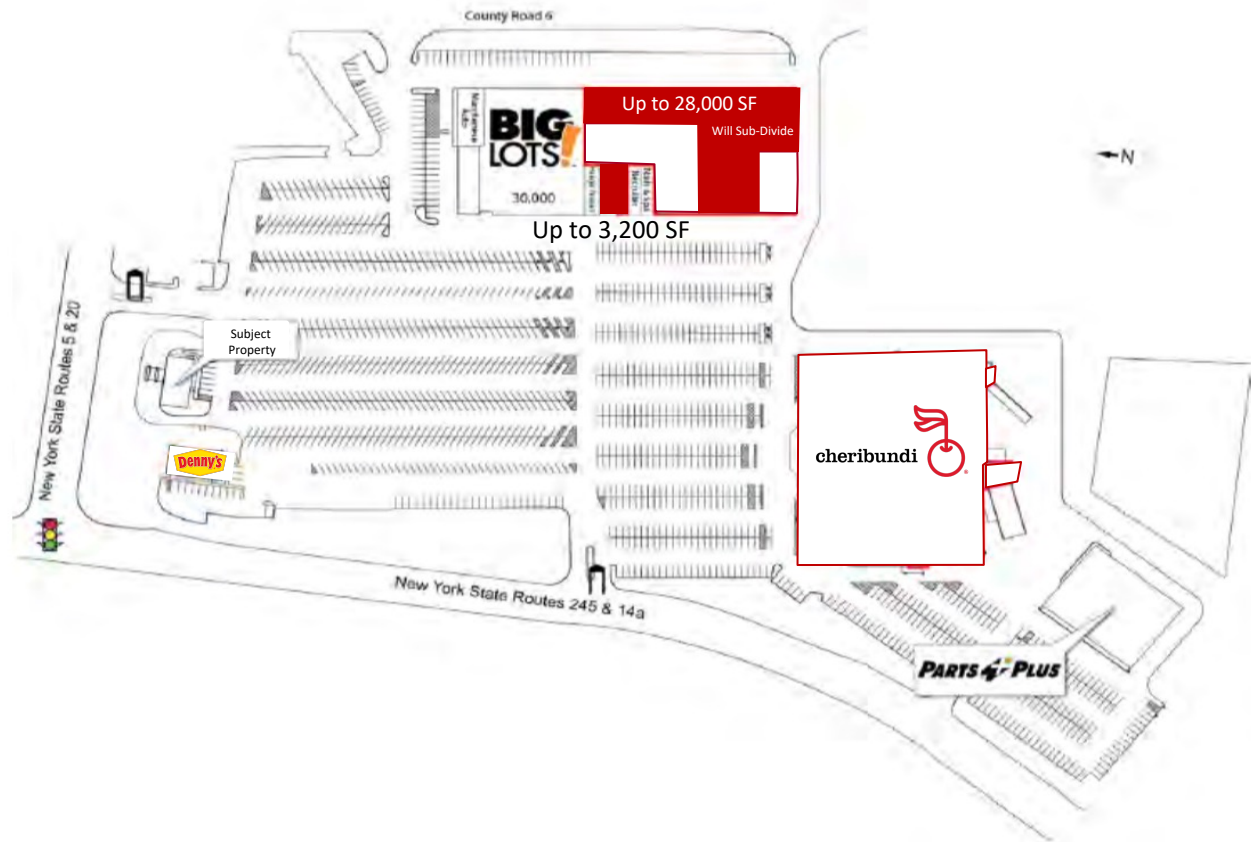 County Road 6
Up to 28,000 SF
Will Sub-Divide
BIG
LOTS!
30,000
Nails & Spa
Up to 3,200 SF
N
New York State Routes 5 & 20
Subject
Property
Denny's
cheribundi
New York State Routes 245 & 14a
PARTS PLUS